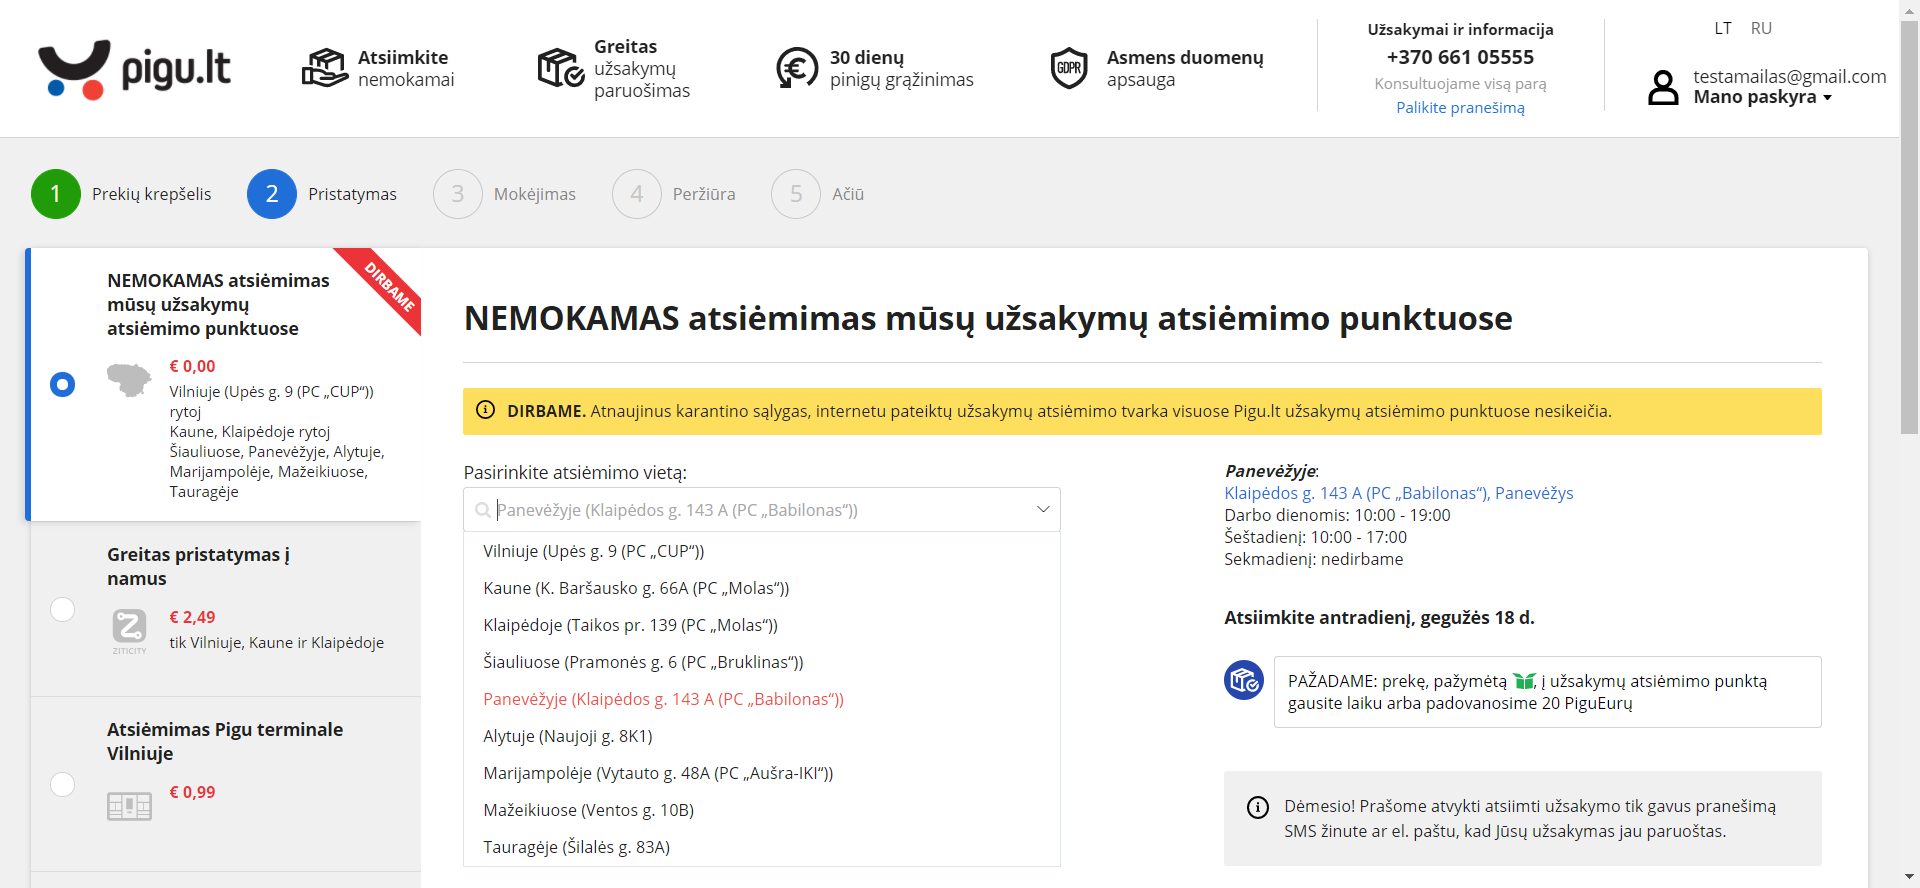 pigu.lt
Atsiimkite
nemokamai
Greitas
užsakymų
paruošimas
30 dienų
pinigų grąžinimas
GDPR
Asmens duomenų
apsauga
Užsakymai ir informacija
+370 661 05555
Konsultuojame visą parą
Palikite pranešimą
LT RU
testamailas@gmail.com
Mano paskyra
1 Prekių krepšelis 2 Pristatymas 3 Mokėjimas 4 Peržiūra 5 Ačiū
NEMOKAMAS atsiėmimas
mūsų užsakymų
atsiėmimo punktuose
DIRBAME
€ 0,00
Vilniuje (Upės g. 9 (PC „CUP“))
rytoj
Kaune, Klaipėdoje rytoj
Šiauliuose, Panevėžyje, Alytuje,
Marijampolėje, Mažeikiuose,
Tauragėje
Greitas pristatymas į
namus
€ 2,49
tik Vilniuje, Kaune ir Klaipėdoje
ZITICITY
Atsiėmimas Pigu terminale
Vilniuje
€ 0,99
NEMOKAMAS atsiėmimas mūsų užsakymų atsiėmimo punktuose
DIRBAME. Atnaujinus karantino sąlygas, internetu pateiktų užsakymų atsiėmimo tvarka visuose Pigu.lt užsakymų atsiėmimo punktuose nesikeičia.
Pasirinkite atsiėmimo vietą:
Panevėžyje (Klaipėdos g. 143 A (PC „Babilonas“))
Vilniuje (Upės g. 9 (PC „CUP“))
Kaune (K. Baršausko g. 66A (PC „Molas“))
Klaipėdoje (Taikos pr. 139 (PC „Molas“))
Šiauliuose (Pramonės g. 6 (PC „Bruklinas“))
Panevėžyje (Klaipėdos g. 143 A (PC „Babilonas“))
Alytuje (Naujoji g. 8K1)
Marijampolėje (Vytauto g. 48A (PC „Aušra-IKI“))
Mažeikiuose (Ventos g. 10B)
Tauragėje (Šilalės g. 83A)
Panevėžyje:
Klaipėdos g. 143 A (PC „Babilonas“), Panevėžys
Darbo dienomis: 10:00 - 19:00
Šeštadienį: 10:00 - 17:00
Sekmadienį: nedirbame
Atsiimkite antradienį, gegužės 18 d.
PAŽADAME: prekę, pažymėtą , į užsakymų atsiėmimo punktą
gausite laiku arba padovanosime 20 PiguEurų
Dėmesio! Prašome atvykti atsiimti užsakymo tik gavus pranešimą
SMS žinute ar el. paštu, kad Jūsų užsakymas jau paruoštas.